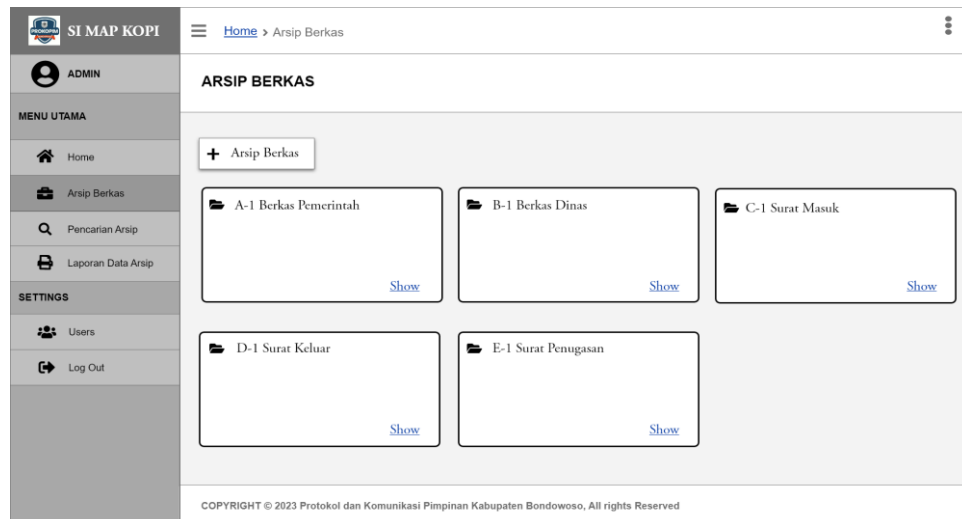 PROKOPIM
SI MAP KOPI
Home > Arsip Berkas
ADMIN
ARSIP BERKAS
MENU UTAMA
Home
Arsip Berkas
Pencarian Arsip
Laporan Data Arsip
SETTINGS
Users
Log Out
+ Arsip Berkas
A-1 Berkas Pemerintah
Show
B-1 Berkas Dinas
Show
C-1 Surat Masuk
Show
D-1 Surat Keluar
Show
E-1 Surat Penugasan
Show
COPYRIGHT © 2023 Protokol dan Komunikasi Pimpinan Kabupaten Bondowoso, All rights Reserved